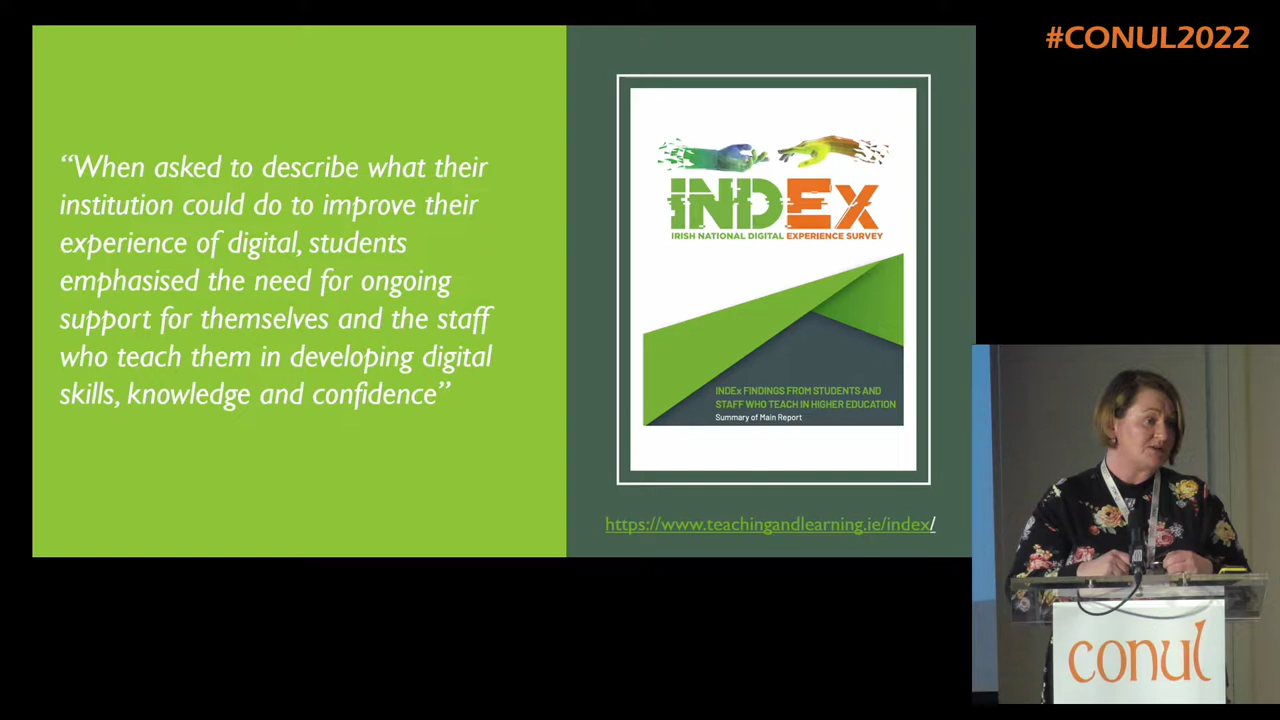 #CONUL2022
“When asked to describe what their
institution could do to improve their
experience of digital, students
emphasised the need for ongoing
support for themselves and the staff
who teach them in developing digital
skills, knowledge and confidence”
INDEx
IRISH NATIONAL DIGITAL EXPERIENCE SURVEY
INDEx FINDINGS FROM STUDENTS AND
STAFF WHO TEACH IN HIGHER EDUCATION
Summary of Main Report
https://www.teachingandlearning.ie/index/
conul